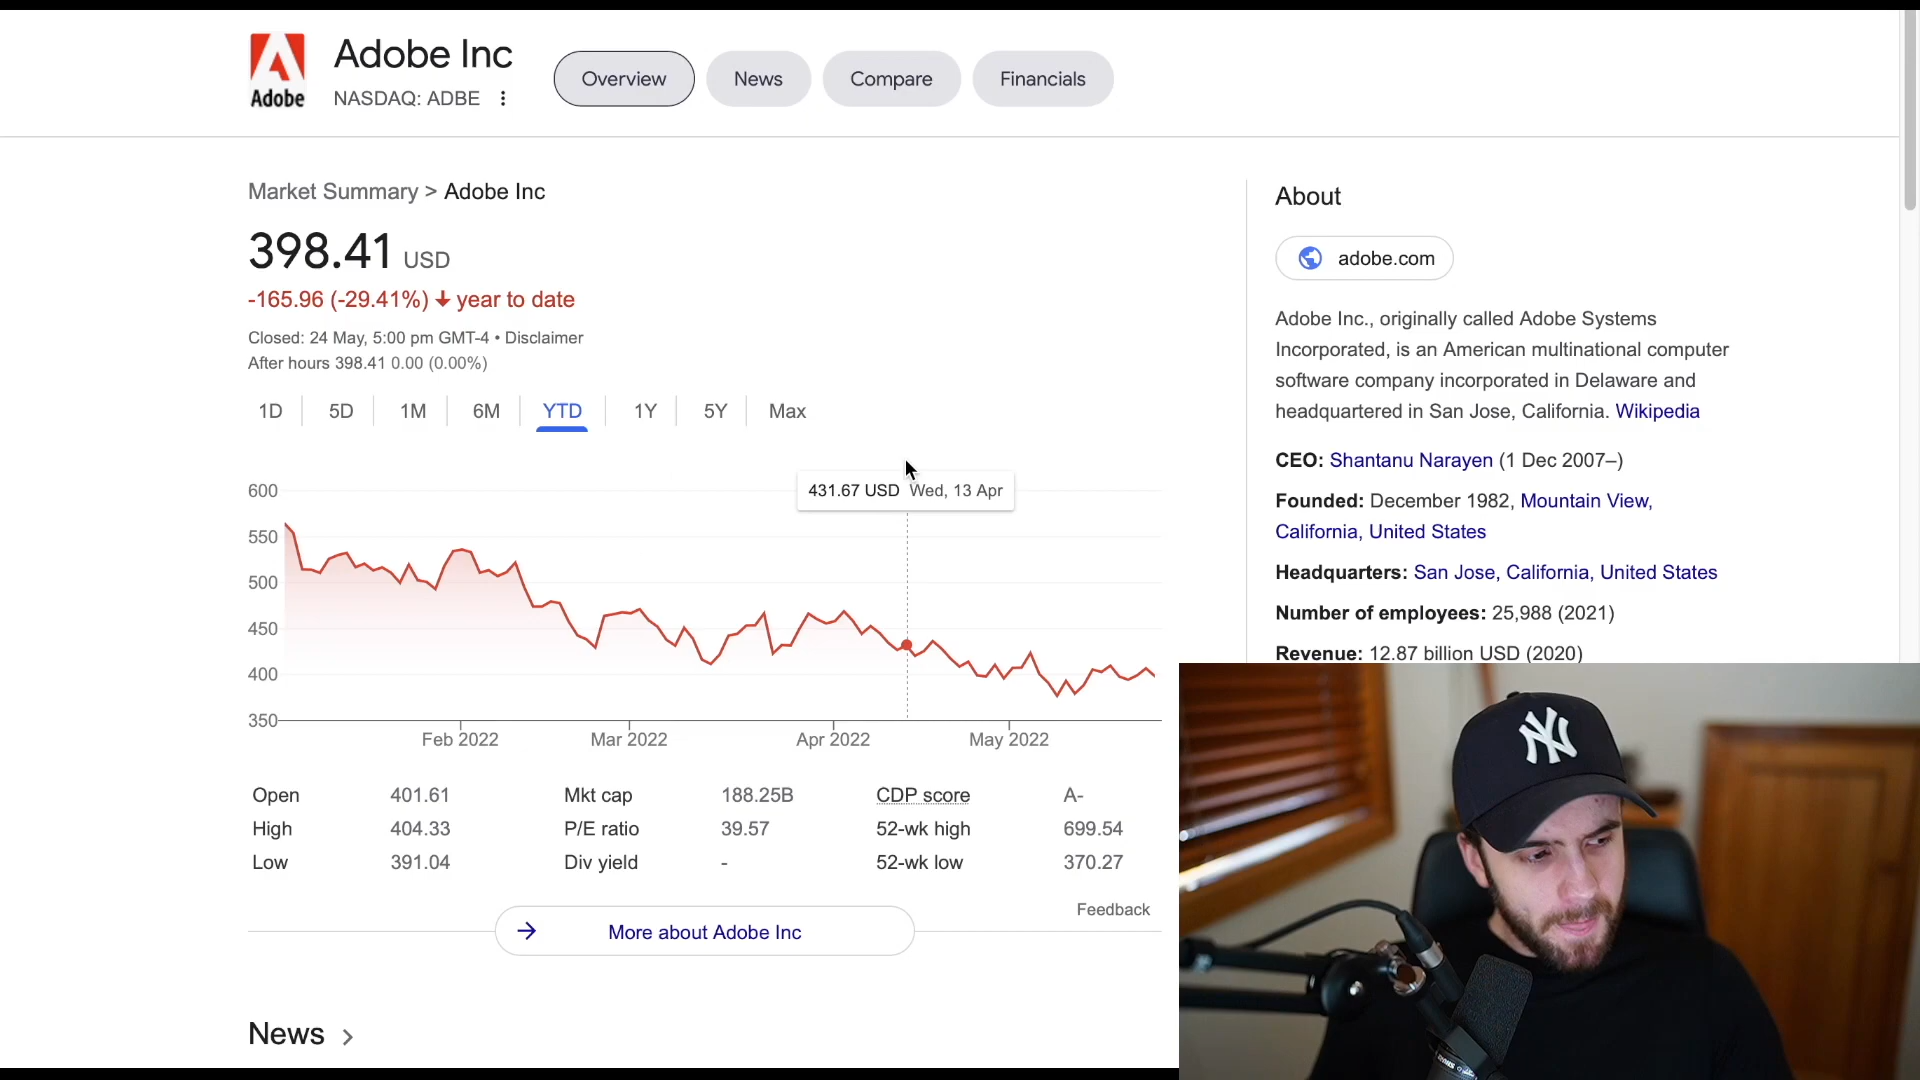 Adobe
Adobe Inc
NASDAQ: ADBE
Overview
News
Compare
Financials
Market Summary > Adobe Inc
398.41 USD
-165.96 (-29.41%) year to date
Closed: 24 May, 5:00 pm GMT-4 • Disclaimer
After hours 398.41 0.00 (0.00%)
1D 5D 1M 6M YTD 1Y 5Y Max
431.67 USD Wed, 13 Apr
600
550
500
450
400
350
Feb 2022 Mar 2022 Apr 2022 May 2022
Open 401.61 Mkt cap 188.25B CDP score A-
High 404.33 P/E ratio 39.57 52-wk high 699.54
Low 391.04 Div yield - 52-wk low 370.27
Feedback
More about Adobe Inc
News
About
adobe.com
Adobe Inc., originally called Adobe Systems
Incorporated, is an American multinational computer
software company incorporated in Delaware and
headquartered in San Jose, California. Wikipedia
CEO: Shantanu Narayen (1 Dec 2007–)
Founded: December 1982, Mountain View,
California, United States
Headquarters: San Jose, California, United States
Number of employees: 25,988 (2021)
Revenue: 12.87 billion USD (2020)
NY